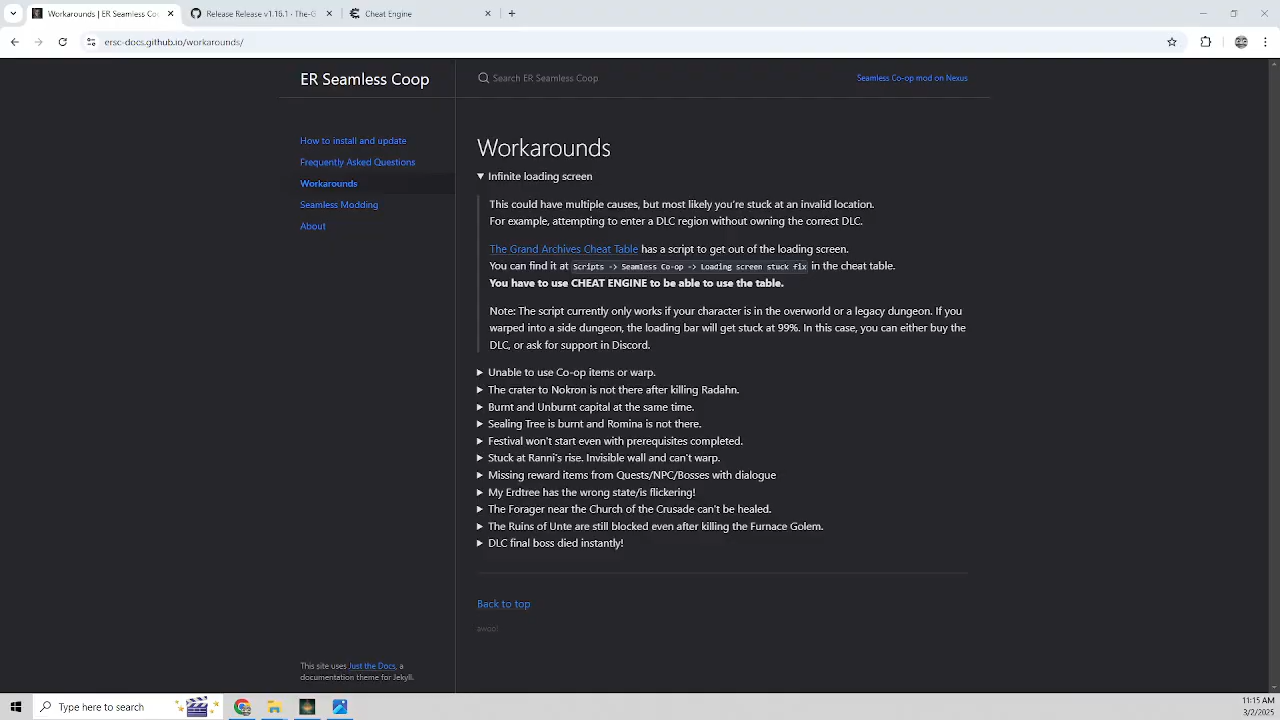 Workarounds | ER Seamless Co
Release Release v1.16.1 · The-G
Cheat Engine
ersc-docs.github.io/workarounds/
ER Seamless Coop
Search ER Seamless Coop
Seamless Co-op mod on Nexus
How to install and update
Frequently Asked Questions
Workarounds
Seamless Modding
About
Workarounds
▼ Infinite loading screen
This could have multiple causes, but most likely you're stuck at an invalid location.
For example, attempting to enter a DLC region without owning the correct DLC.
The Grand Archives Cheat Table has a script to get out of the loading screen.
You can find it at Scripts -> Seamless Co-op -> Loading screen stuck fix in the cheat table.
You have to use CHEAT ENGINE to be able to use the table.
Note: The script currently only works if your character is in the overworld or a legacy dungeon. If you
warped into a side dungeon, the loading bar will get stuck at 99%. In this case, you can either buy the
DLC, or ask for support in Discord.
▶ Unable to use Co-op items or warp.
▶ The crater to Nokron is not there after killing Radahn.
▶ Burnt and Unburnt capital at the same time.
▶ Sealing Tree is burnt and Romina is not there.
▶ Festival won't start even with prerequisites completed.
▶ Stuck at Ranni's rise. Invisible wall and can't warp.
▶ Missing reward items from Quests/NPC/Bosses with dialogue
▶ My Erdtree has the wrong state/is flickering!
▶ The Forager near the Church of the Crusade can't be healed.
▶ The Ruins of Unte are still blocked even after killing the Furnace Golem.
▶ DLC final boss died instantly!
Back to top
awoo!
This site uses Just the Docs, a
documentation theme for Jekyll.
Type here to search
11:15 AM
3/2/2025